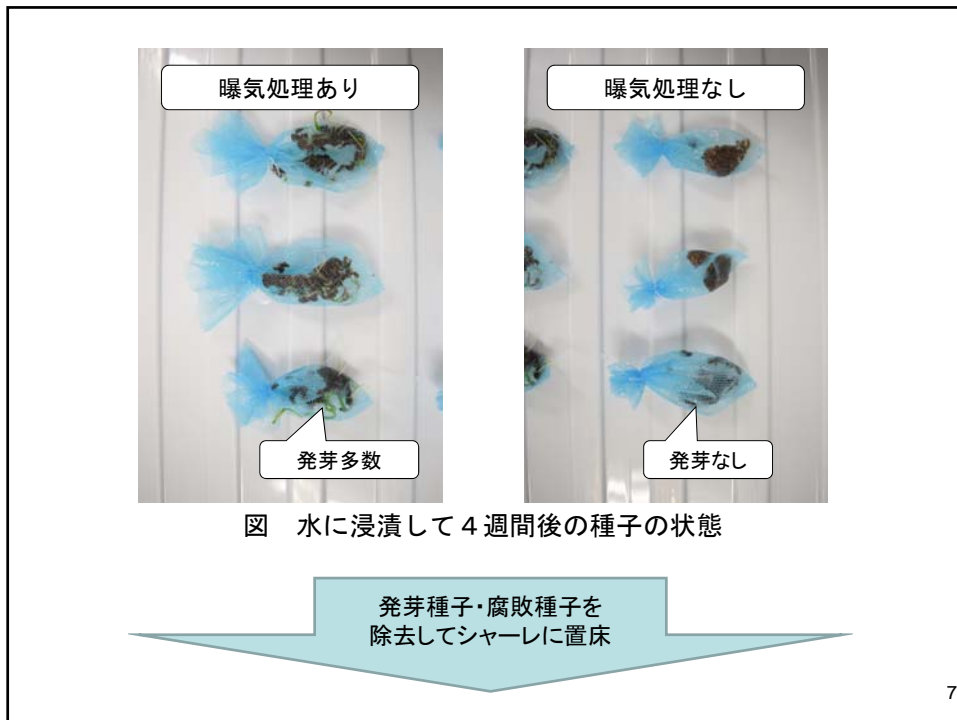 曝気処理あり
曝気処理なし
発芽多数
発芽なし
図　水に浸漬して４週間後の種子の状態
発芽種子・腐敗種子を
除去してシャーレに置床
7